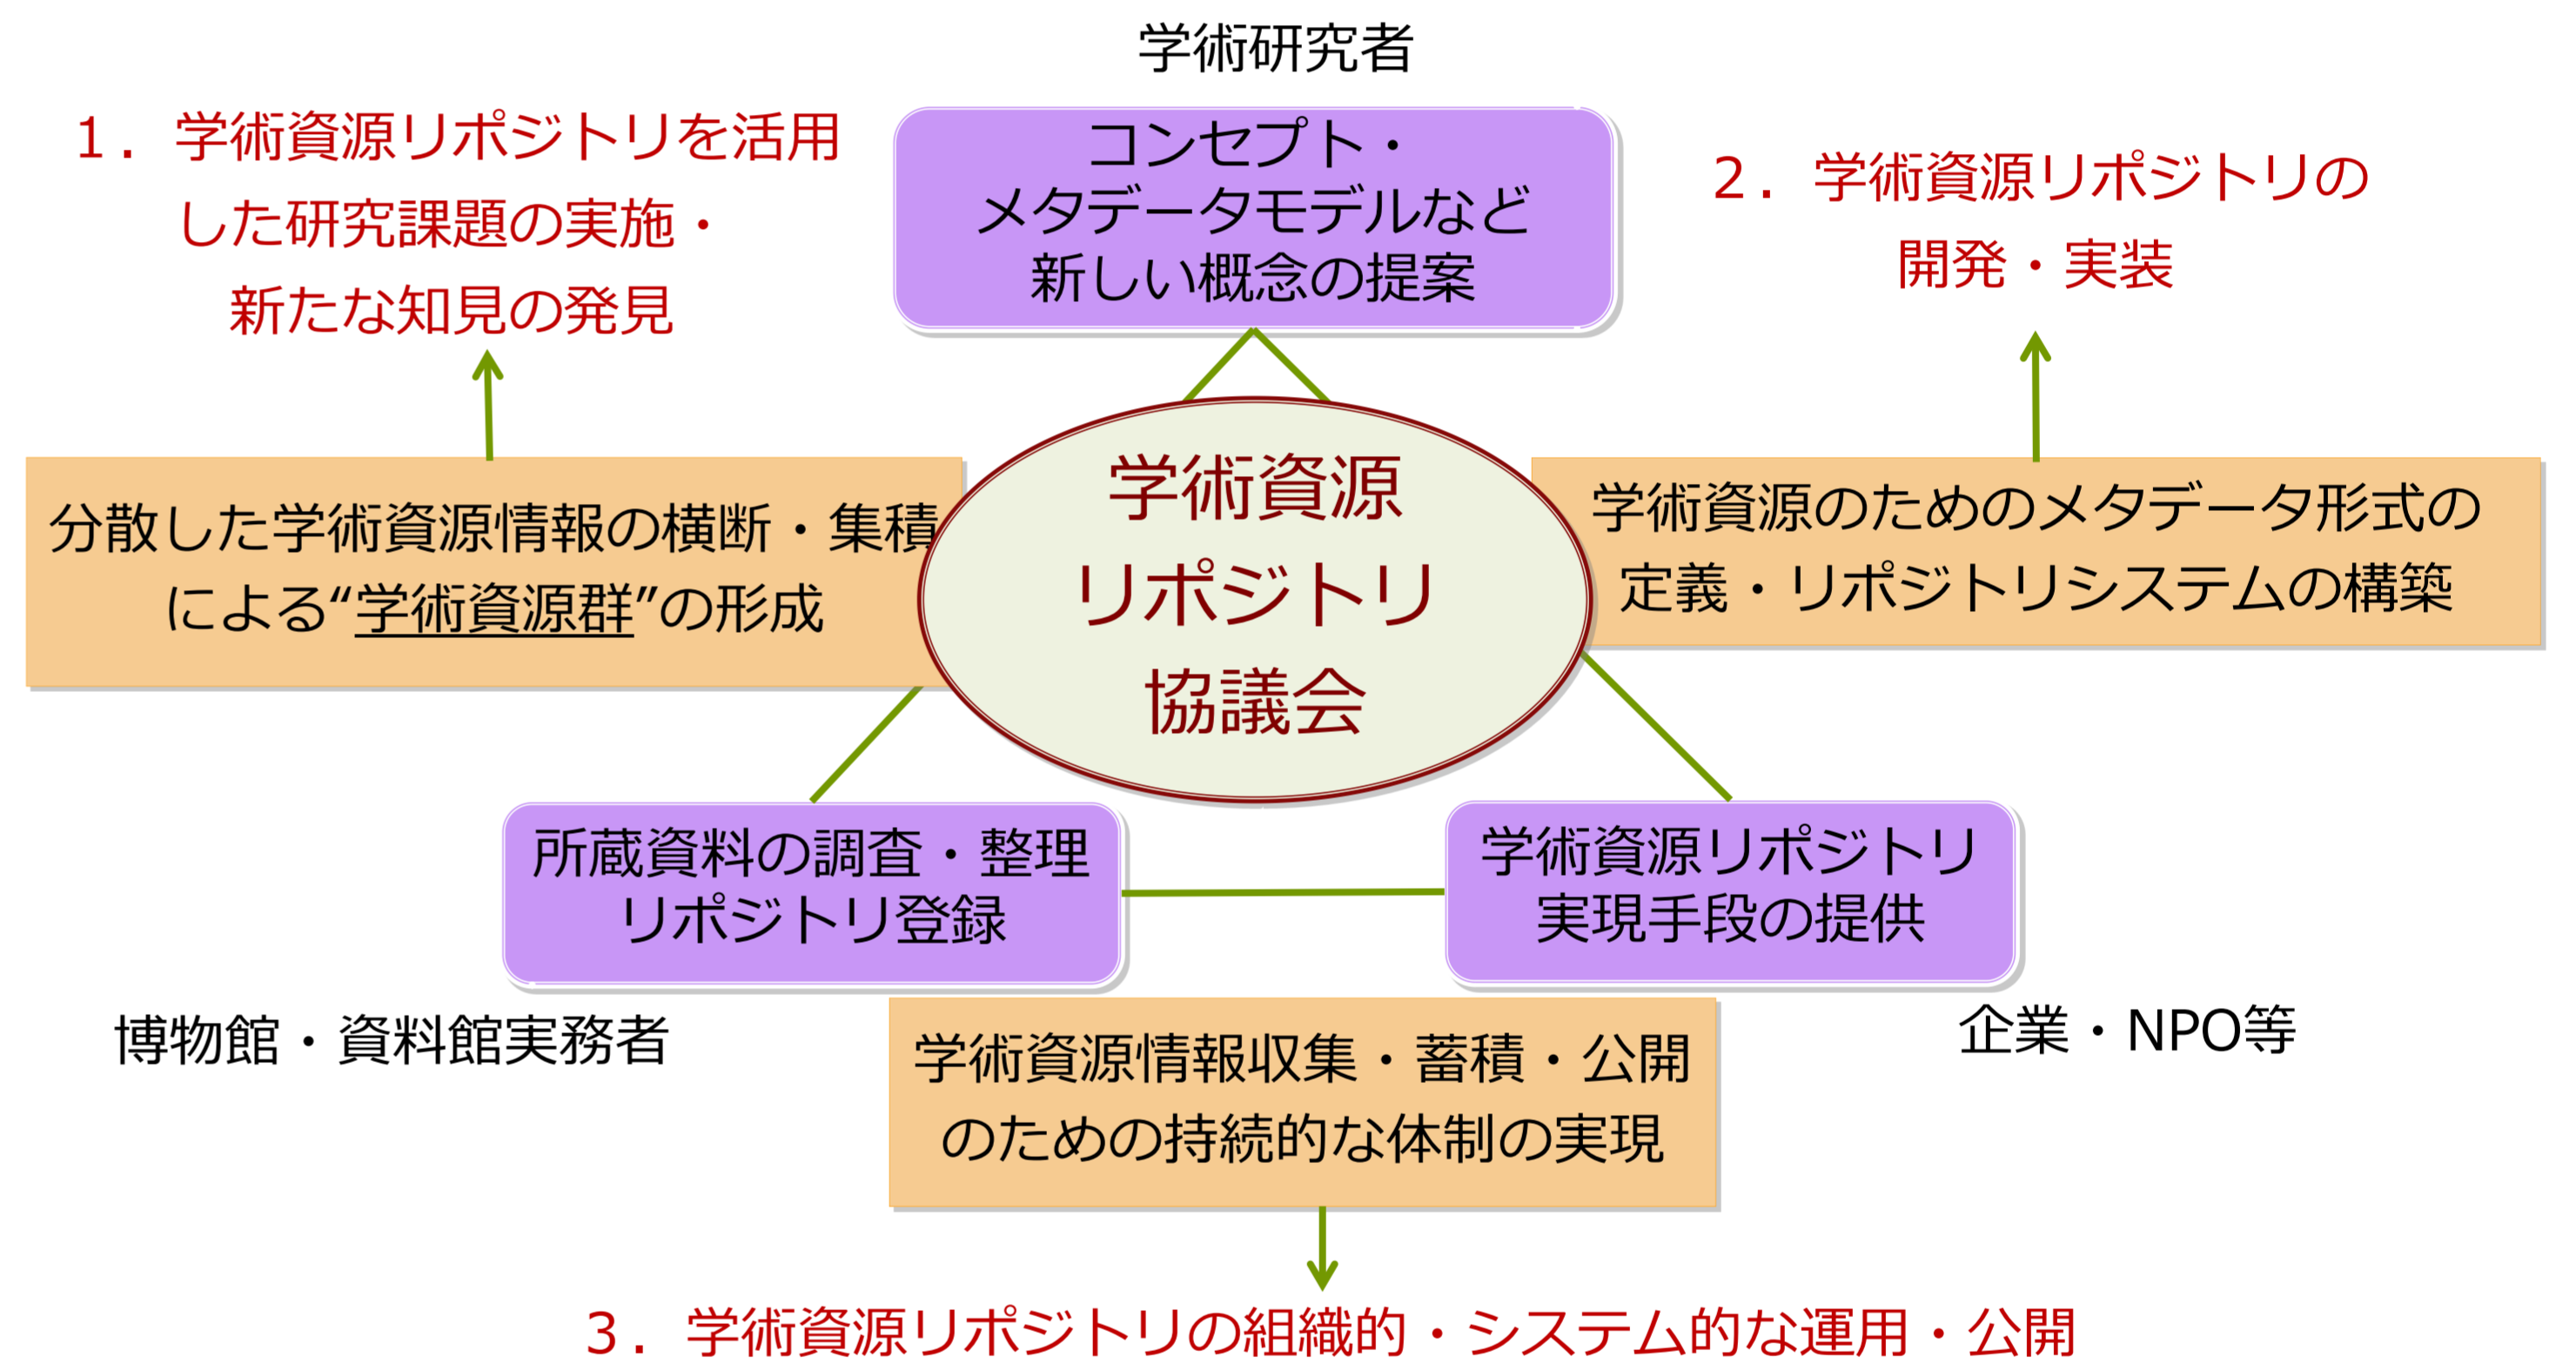 学術研究者
1. 学術資源リポジトリを活用
した研究課題の実施・
新たな知見の発見
コンセプト・
メタデータモデルなど
新しい概念の提案
2. 学術資源リポジトリの
開発・実装
分散した学術資源情報の横断・集積
による“学術資源群”の形成
学術資源
リポジトリ
協議会
学術資源のためのメタデータ形式の
定義・リポジトリシステムの構築
所蔵資料の調査・整理
リポジトリ登録
学術資源リポジトリ
実現手段の提供
博物館・資料館実務者
企業・NPO等
学術資源情報収集・蓄積・公開
のための持続的な体制の実現
3. 学術資源リポジトリの組織的・システム的な運用・公開